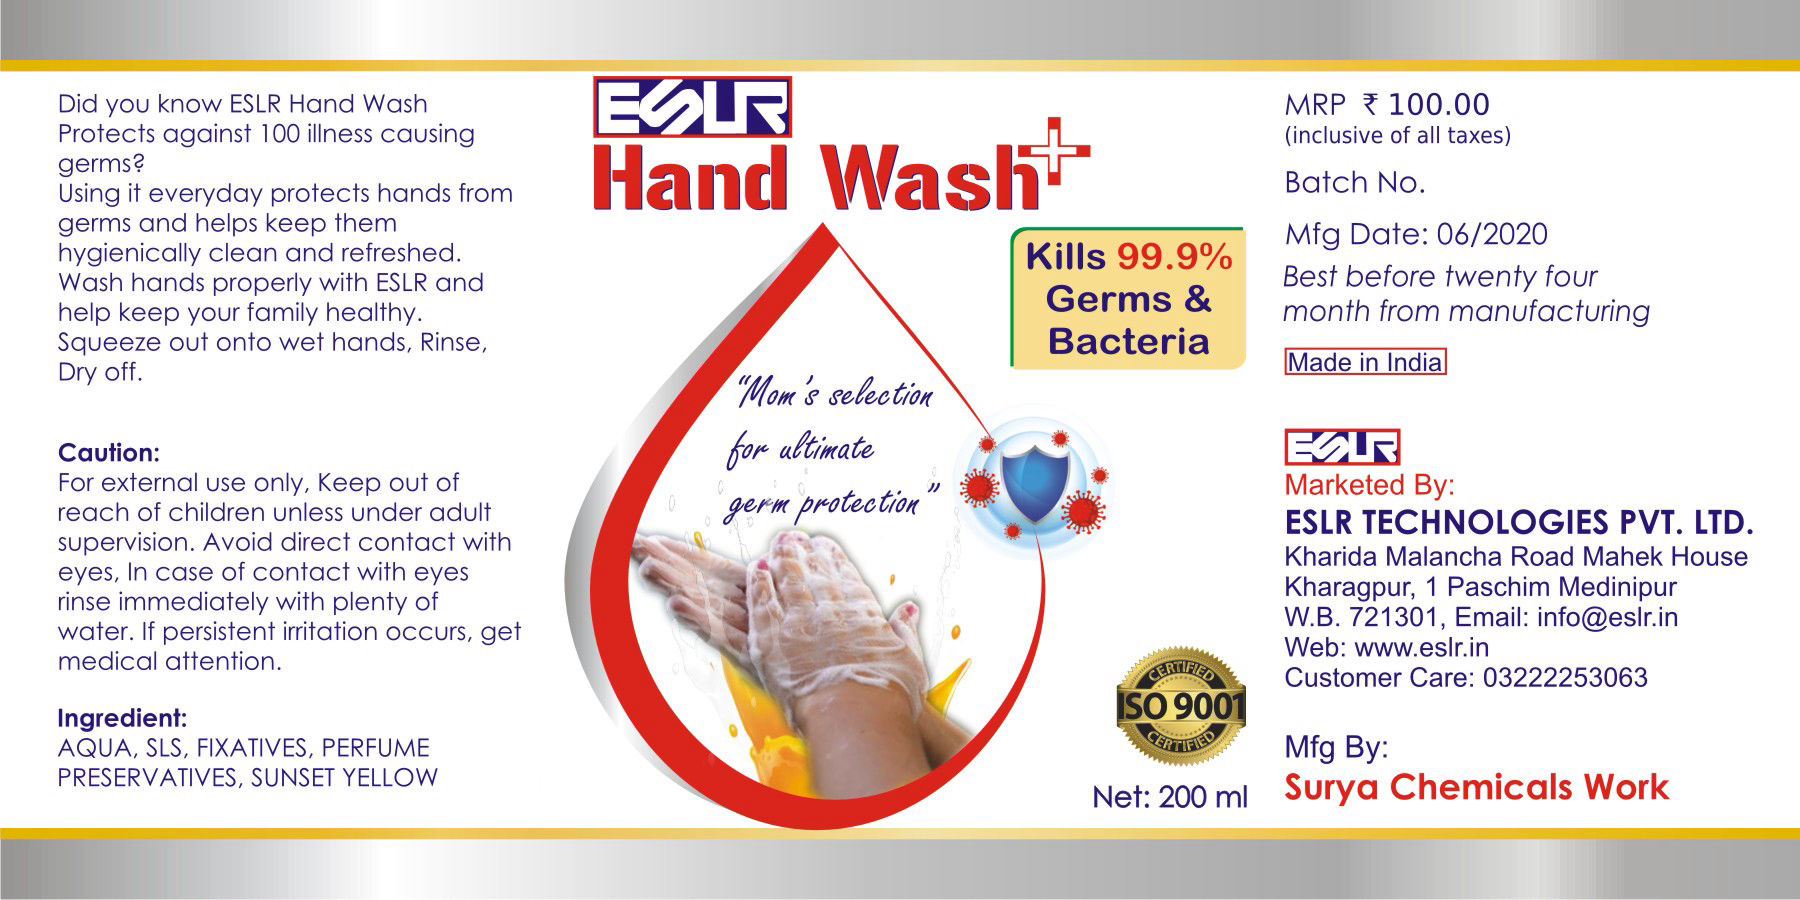 Did you know ESLR Hand Wash
Protects against 100 illness causing
germs?
Using it everyday protects hands from
germs and helps keep them
hygienically clean and refreshed.
Wash hands properly with ESLR and
help keep your family healthy.
Squeeze out onto wet hands, Rinse,
Dry off.
Caution:
For external use only, Keep out of
reach of children unless under adult
supervision. Avoid direct contact with
eyes, In case of contact with eyes
rinse immediately with plenty of
water. If persistent irritation occurs, get
medical attention.
Ingredient:
AQUA, SLS, FIXATIVES, PERFUME
PRESERVATIVES, SUNSET YELLOW
ESLR
Hand Wash
Kills 99.9%
Germs &
Bacteria
“Mom's selection
for ultimate
germ protection”
CERTIFIED
ISO 9001
CERTIFIED
Net: 200 ml
MRP ₹ 100.00
(inclusive of all taxes)
Batch No.
Mfg Date: 06/2020
Best before twenty four
month from manufacturing
Made in India
ESLR
Marketed By:
ESLR TECHNOLOGIES PVT. LTD.
Kharida Malancha Road Mahek House
Kharagpur, 1 Paschim Medinipur
W.B. 721301, Email: info@eslr.in
Web: www.eslr.in
Customer Care: 03222253063
Mfg By:
Surya Chemicals Work